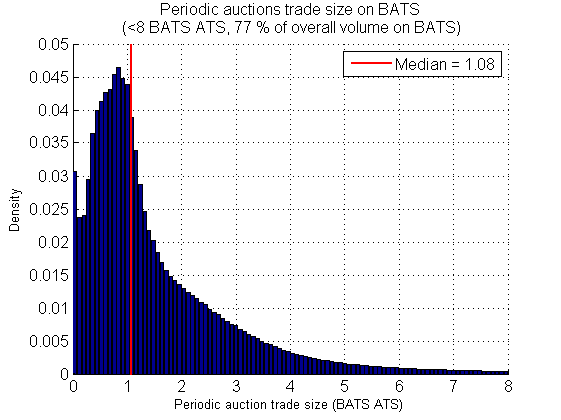 Periodic auctions trade size on BATS
(<8 BATS ATS, 77 % of overall volume on BATS)
0.05
0.045
0.04
0.035
0.03
0.025
0.02
0.015
0.01
0.005
0
Density
Median = 1.08
0 1 2 3 4 5 6 7 8
Periodic auction trade size (BATS ATS)